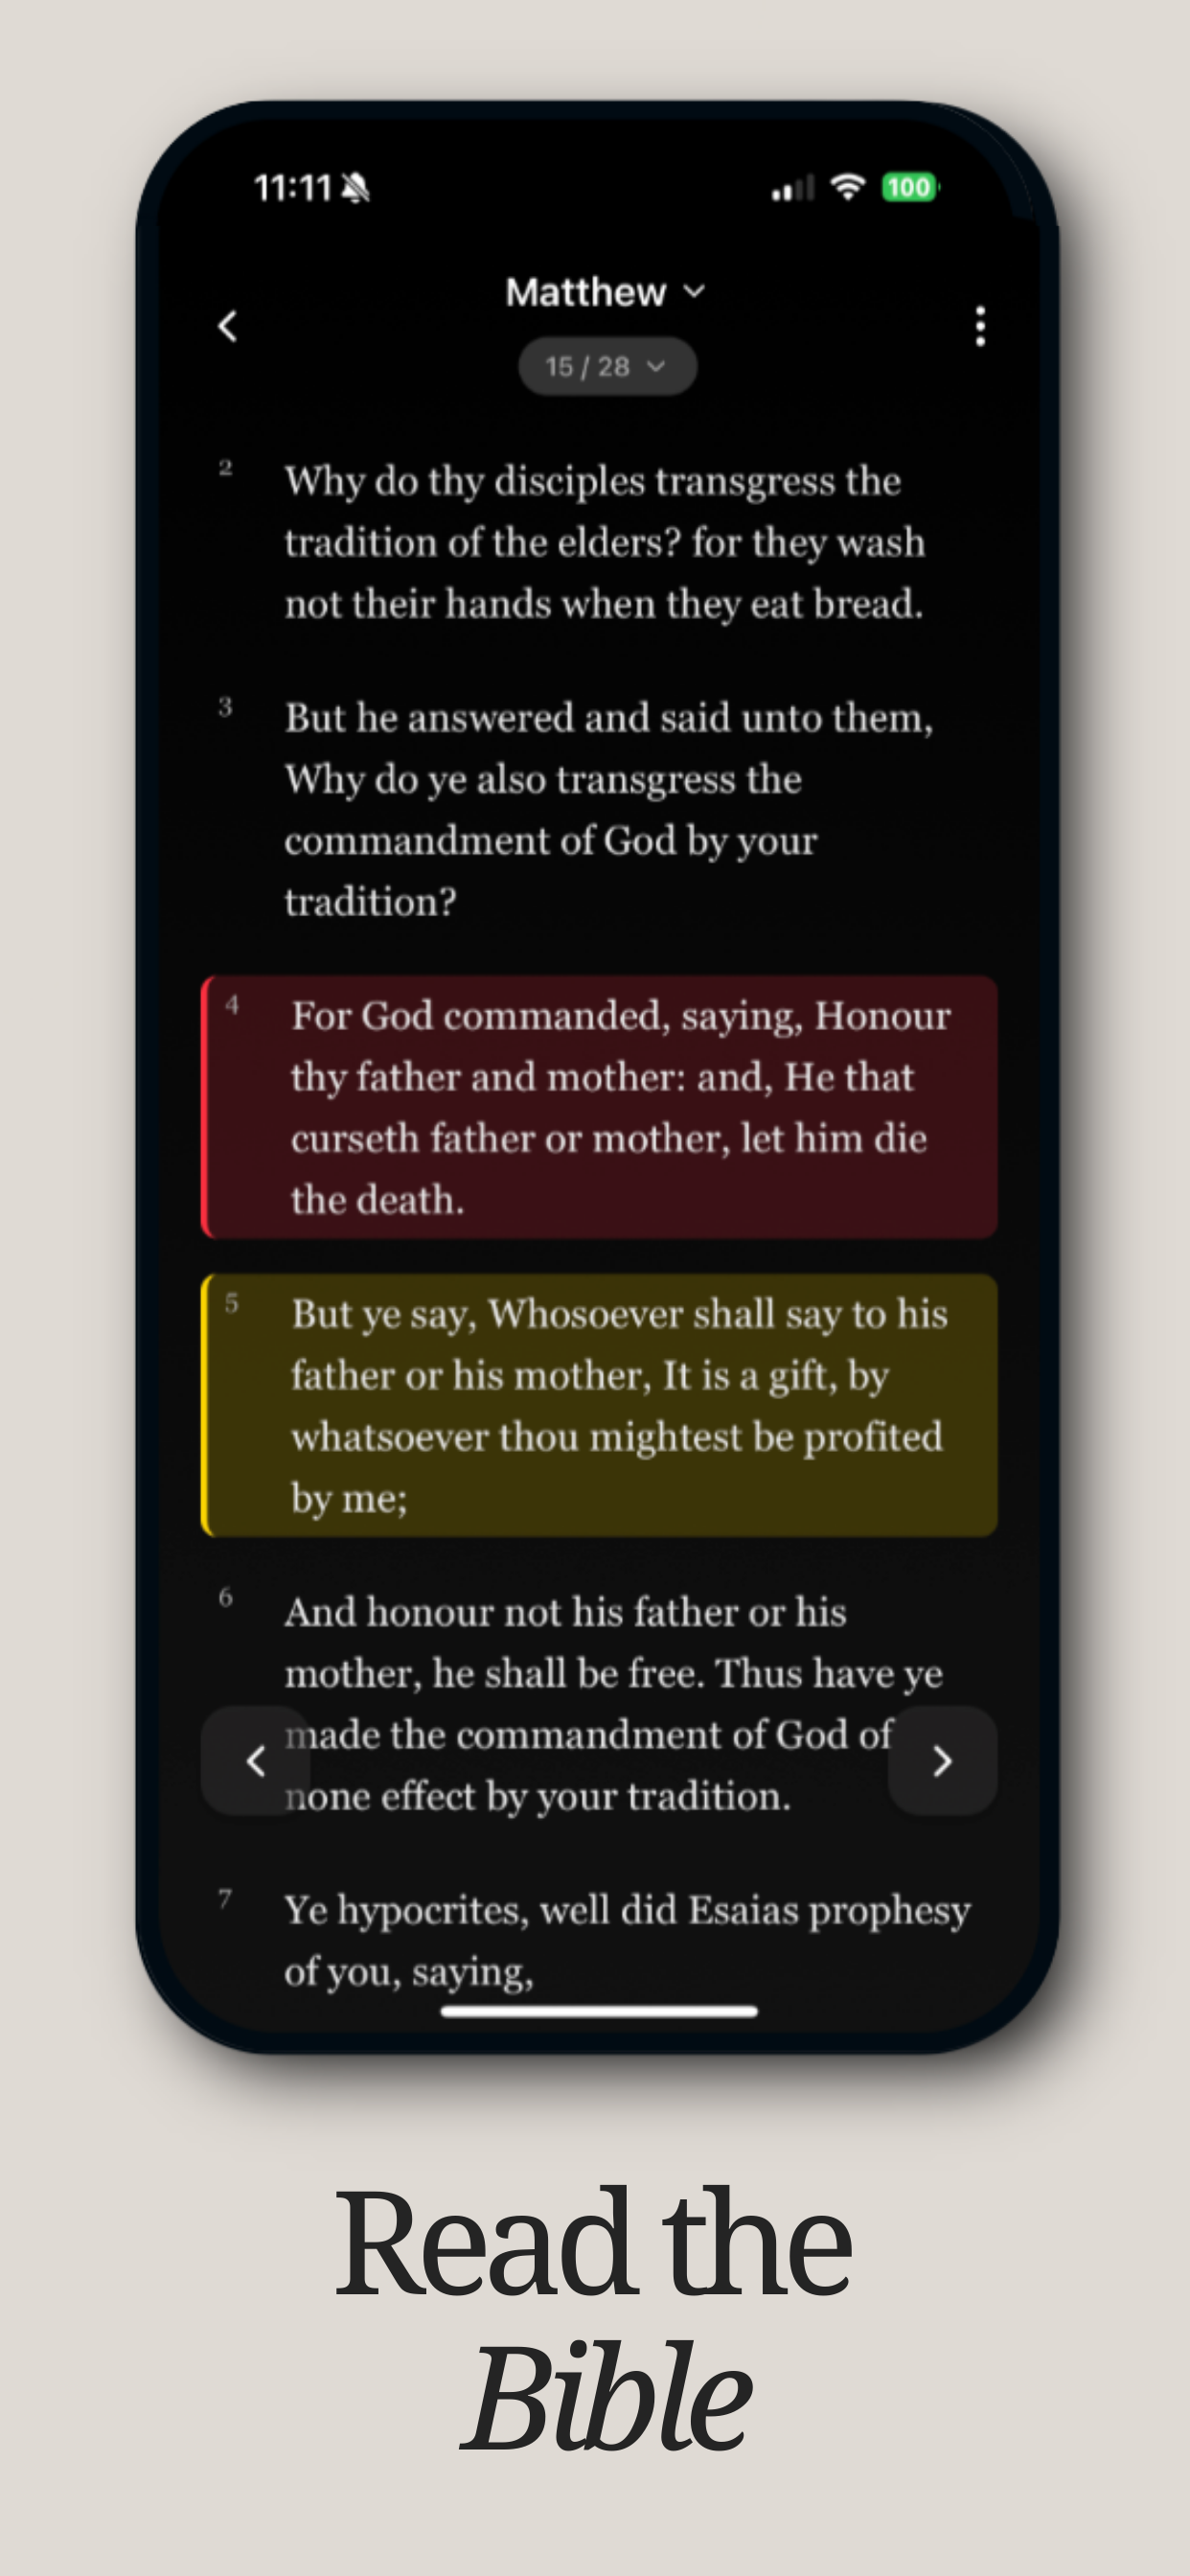 11:11
100
Matthew
15 / 28
2 Why do thy disciples transgress the
tradition of the elders? for they wash
not their hands when they eat bread.
3 But he answered and said unto them,
Why do ye also transgress the
commandment of God by your
tradition?
4 For God commanded, saying, Honour
thy father and mother: and, He that
curseth father or mother, let him die
the death.
5 But ye say, Whosoever shall say to his
father or his mother, It is a gift, by
whatsoever thou mightest be profited
by me;
6 And honour not his father or his
mother, he shall be free. Thus have ye
made the commandment of God of
none effect by your tradition.
7 Ye hypocrites, well did Esaias prophesy
of you, saying,
Read the
Bible